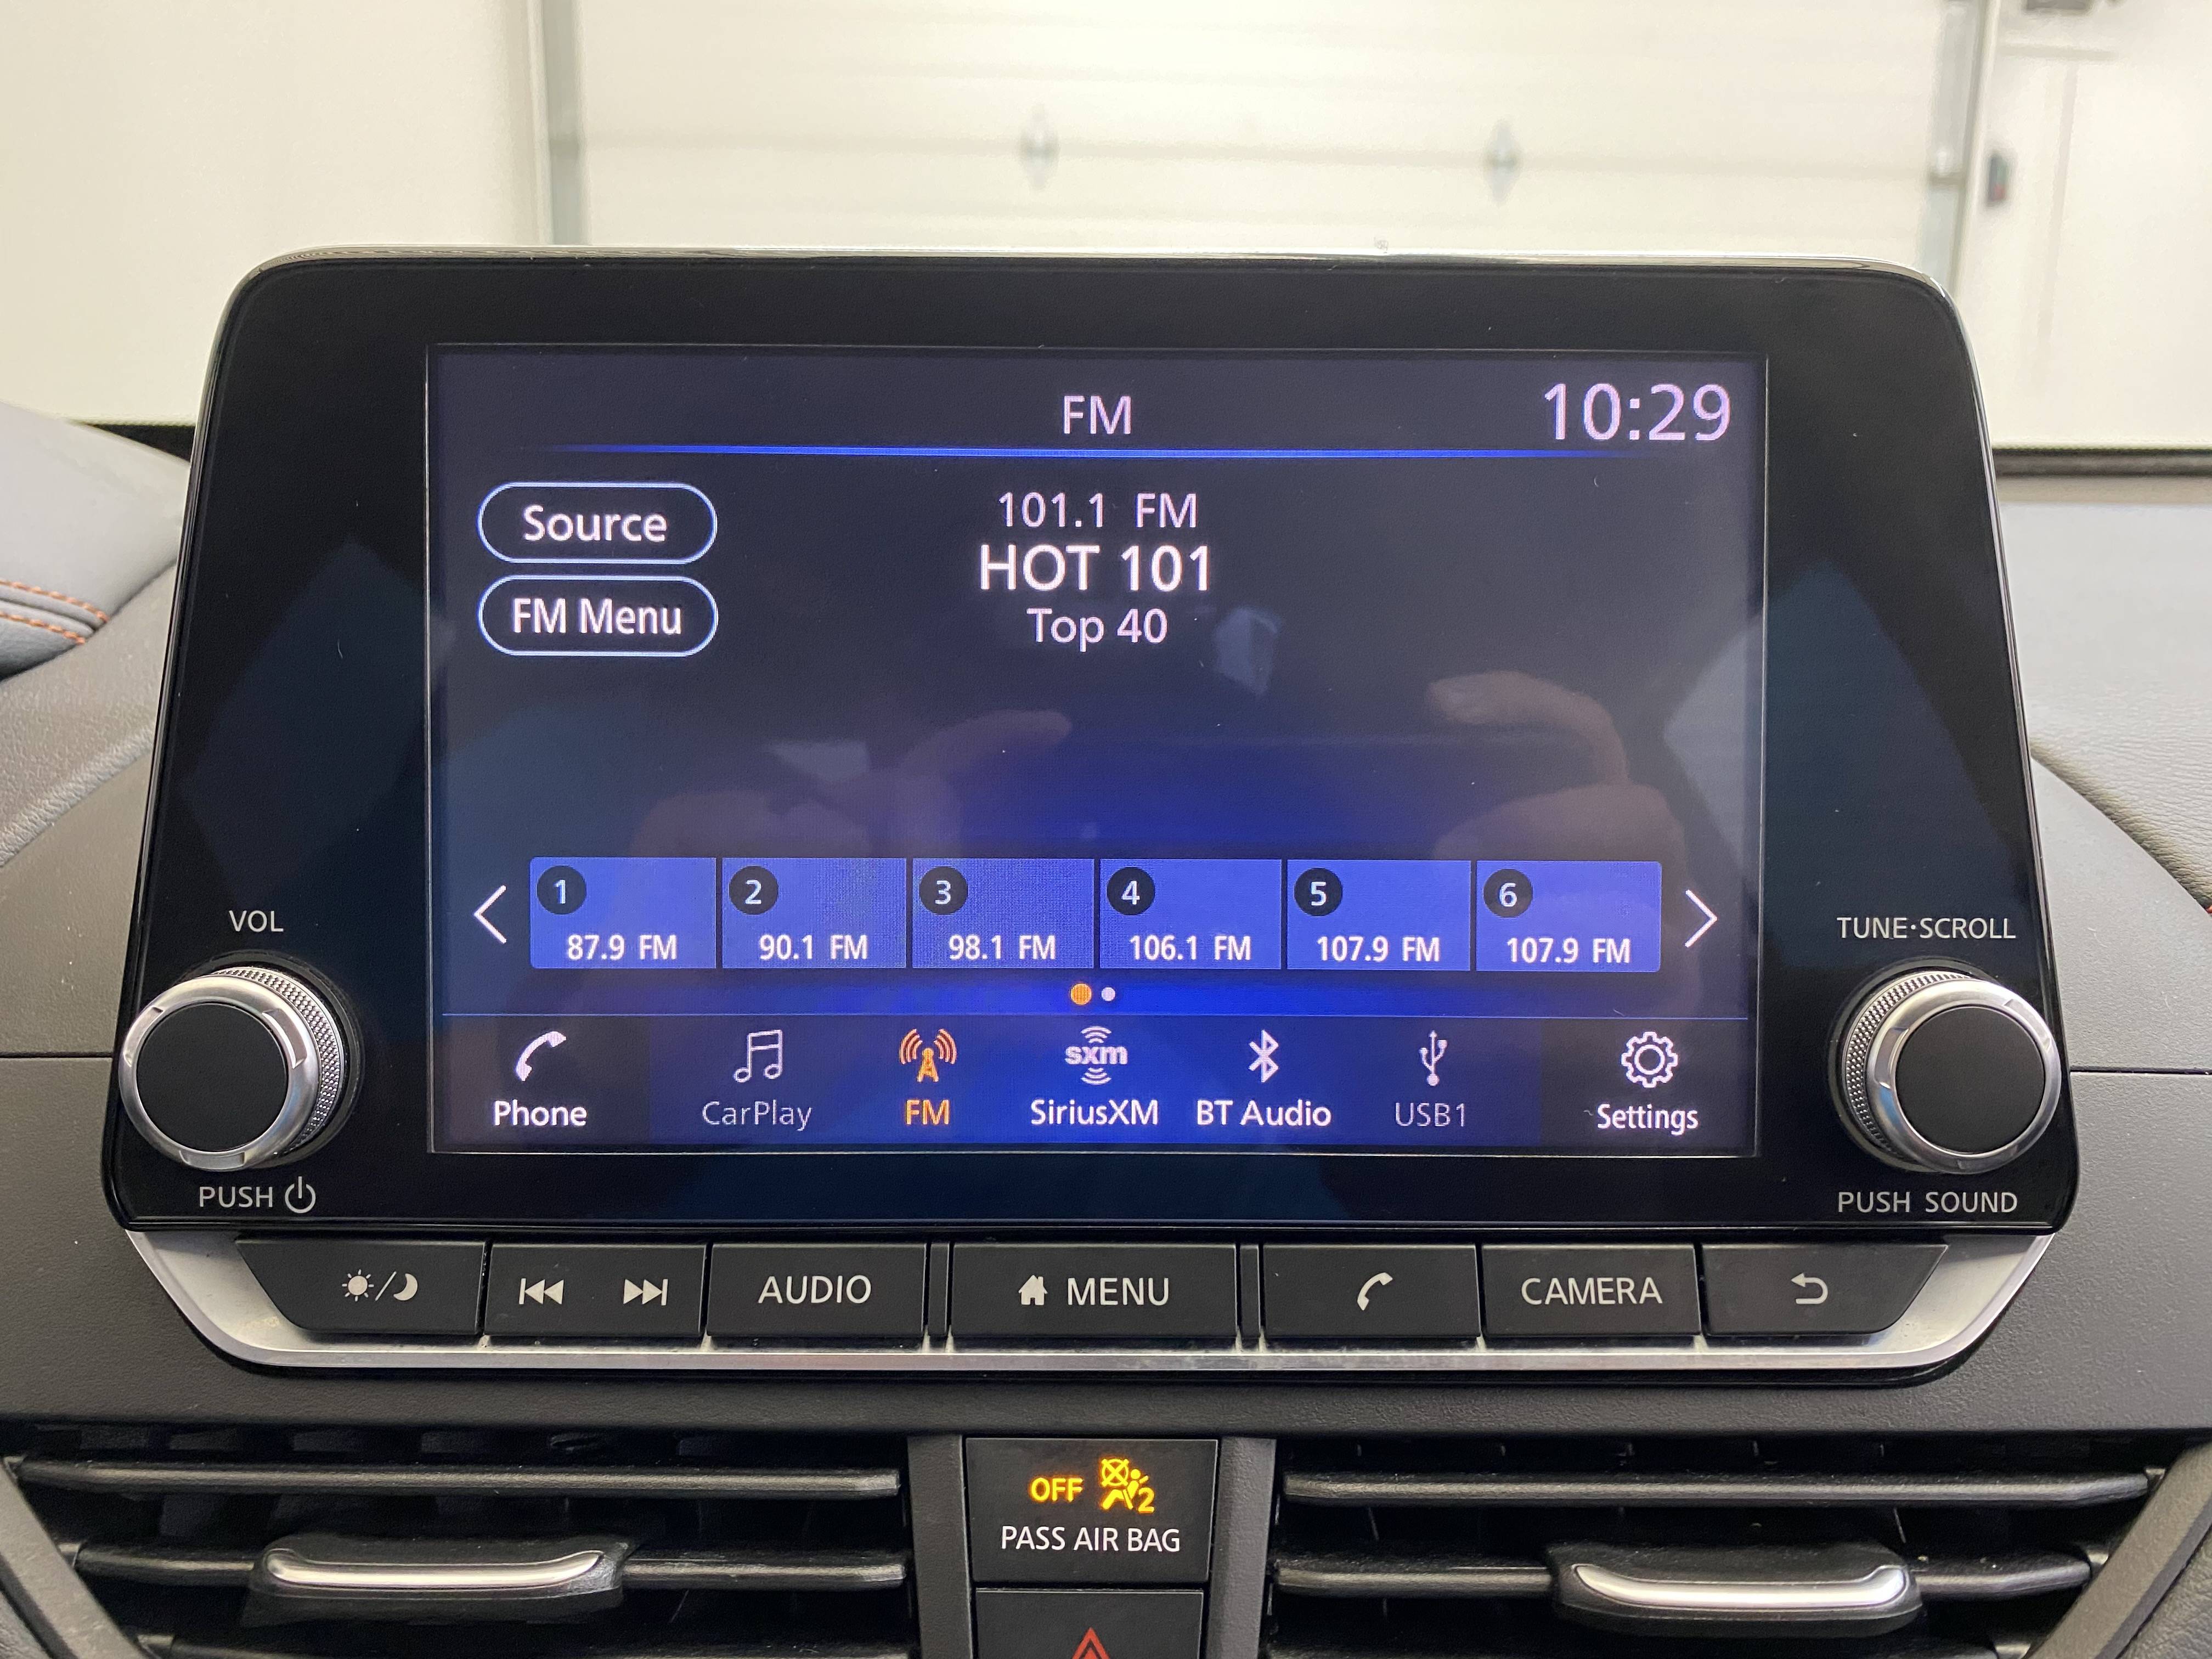 FM
10:29
Source
101.1 FM
HOT 101
FM Menu
Top 40
1
2
3
4
5
6
87.9 FM
90.1 FM
98.1 FM
106.1 FM
107.9 FM
107.9 FM
VOL
TUNE·SCROLL
sxm
Phone
CarPlay
FM
SiriusXM
BT Audio
USB1
Settings
PUSH
PUSH SOUND
AUDIO
MENU
CAMERA
OFF
2
PASS AIR BAG